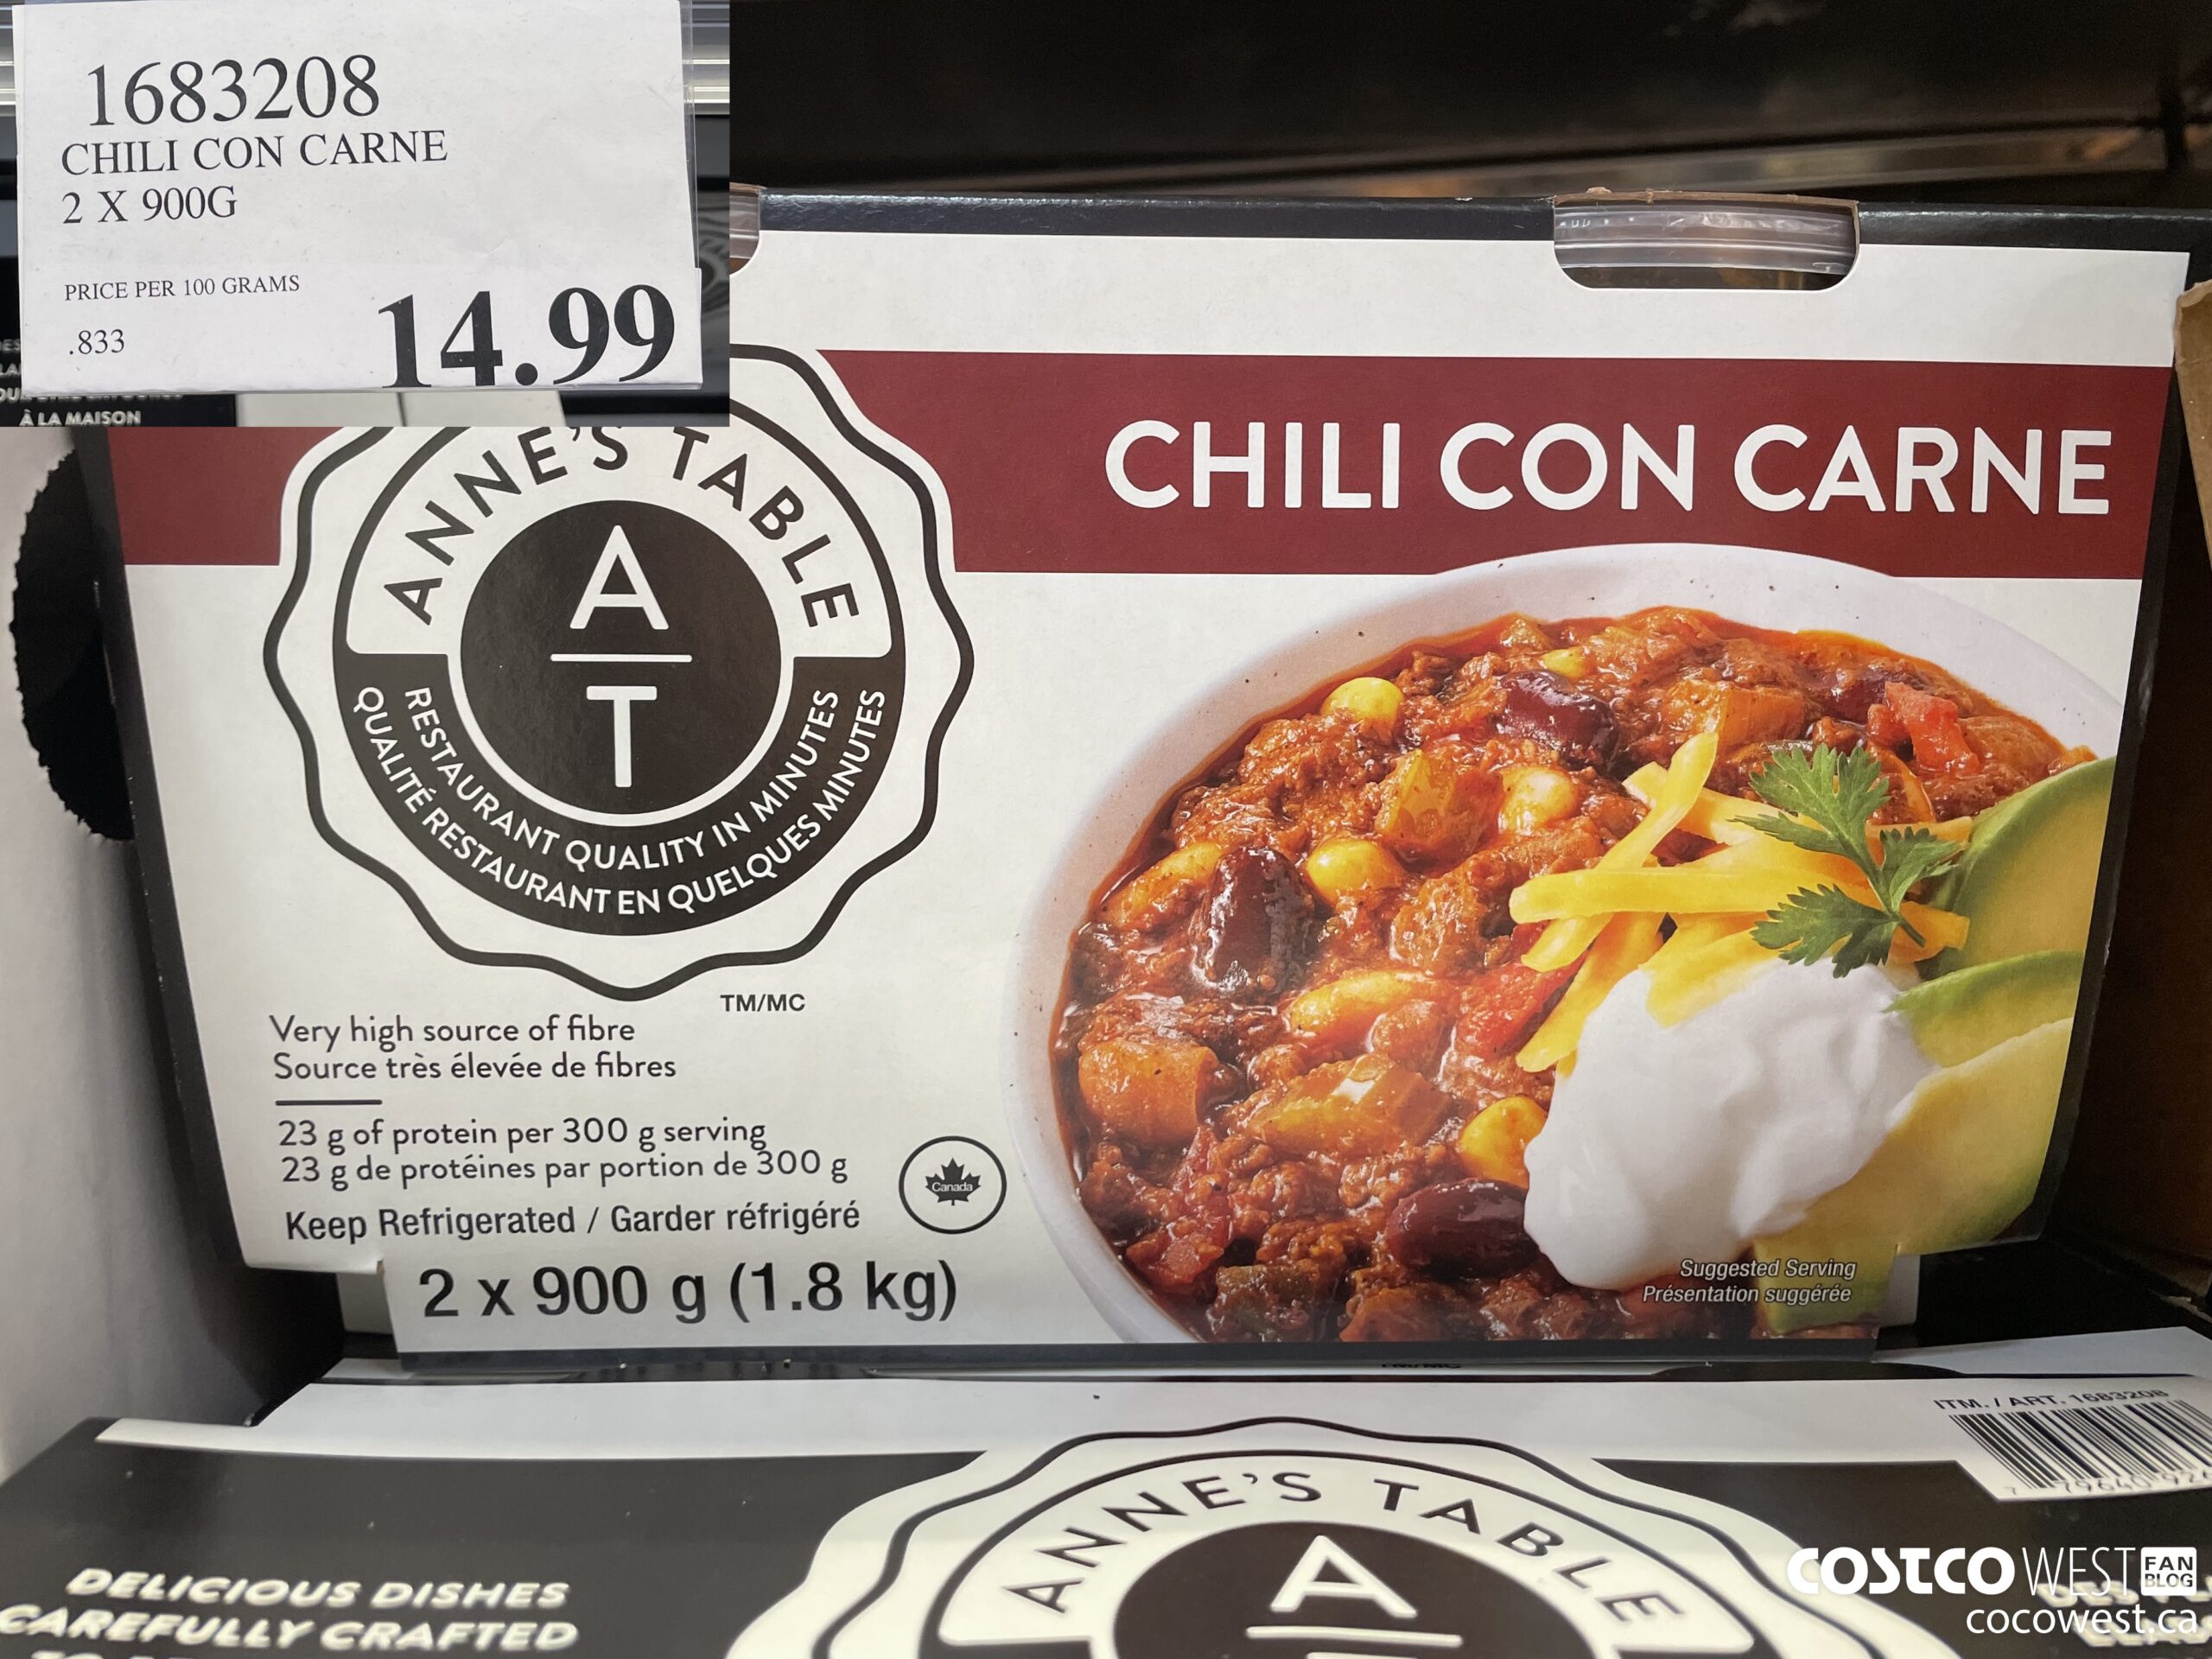 1683208
CHILI CON CARNE
2 X 900G
PRICE PER 100 GRAMS
.833
14.99
À LA MAISON
CHILI CON CARNE
ANNE'S TABLE
A
T
RESTAURANT QUALITY IN MINUTES
QUALITÉ RESTAURANT EN QUELQUES MINUTES
TM/MC
Very high source of fibre
Source très élevée de fibres
23 g of protein per 300 g serving
23 g de protéines par portion de 300 g
Keep Refrigerated / Garder réfrigéré
Canada
2 x 900 g (1.8 kg)
Suggested Serving
Présentation suggérée
ITM. / ART. 1683208
ANNE'S TABLE
A
DELICIOUS DISHES
CAREFULLY CRAFTED
COSTCO WEST FAN BLOG
cocowest.ca